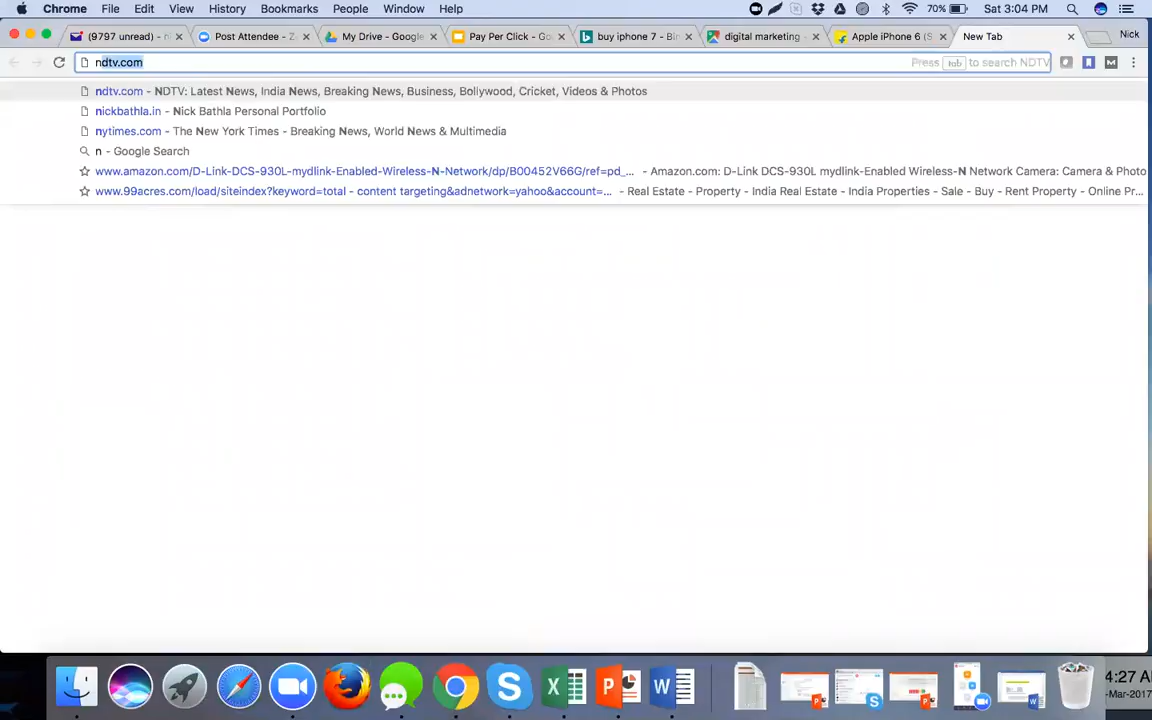 Chrome File Edit View History Bookmarks People Window Help 70% Sat 3:04 PM
(9797 unread) - n Post Attendee - Z My Drive - Google Pay Per Click - Go buy iphone 7 - Bin digital marketing - Apple iPhone 6 (S New Tab Nick
ndtv.com Press tab to search NDTV
ndtv.com - NDTV: Latest News, India News, Breaking News, Business, Bollywood, Cricket, Videos & Photos
nickbathla.in - Nick Bathla Personal Portfolio
nytimes.com - The New York Times - Breaking News, World News & Multimedia
n - Google Search
www.amazon.com/D-Link-DCS-930L-mydlink-Enabled-Wireless-N-Network/dp/B00452V66G/ref=pd_... - Amazon.com: D-Link DCS-930L mydlink-Enabled Wireless-N Network Camera: Camera & Photo
www.99acres.com/load/siteindex?keyword=total - content targeting&adnetwork=yahoo&account=... - Real Estate - Property - India Real Estate - India Properties - Sale - Buy - Rent Property - Online Pr...
4:27 AM
-Mar-2017